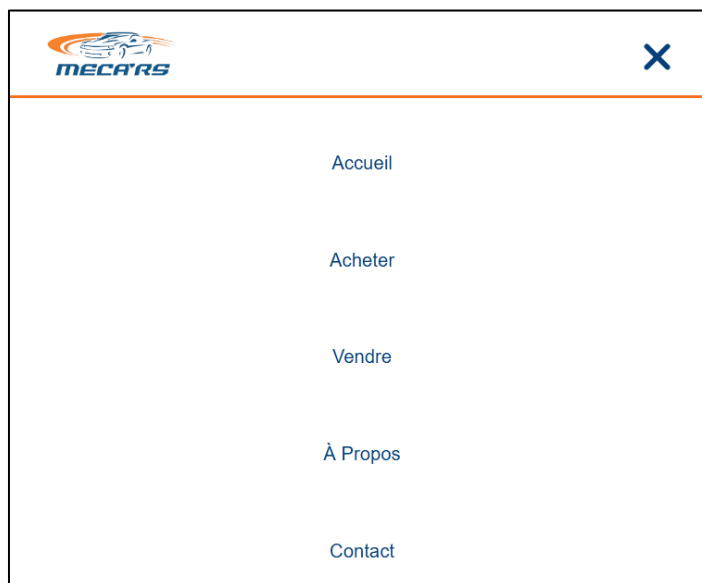 MECA'RS
Accueil
Acheter
Vendre
À Propos
Contact